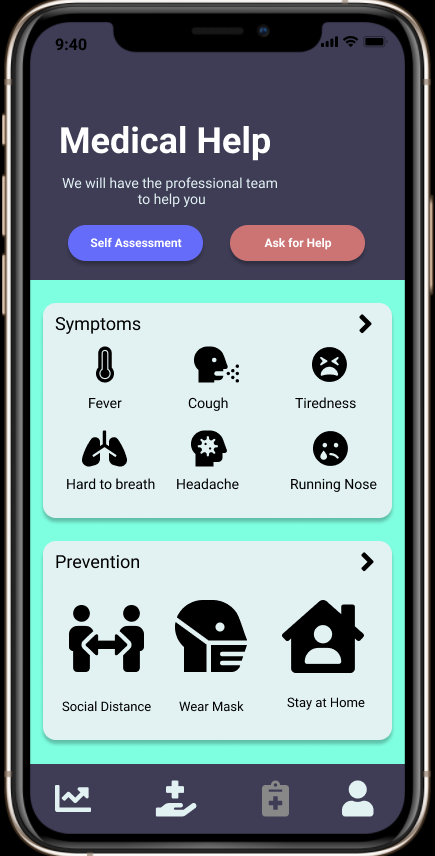 9:40
Medical Help
We will have the professional team
to help you
Self Assessment
Ask for Help
Symptoms
Fever
Cough
Tiredness
Hard to breath
Headache
Running Nose
Prevention
Social Distance
Wear Mask
Stay at Home